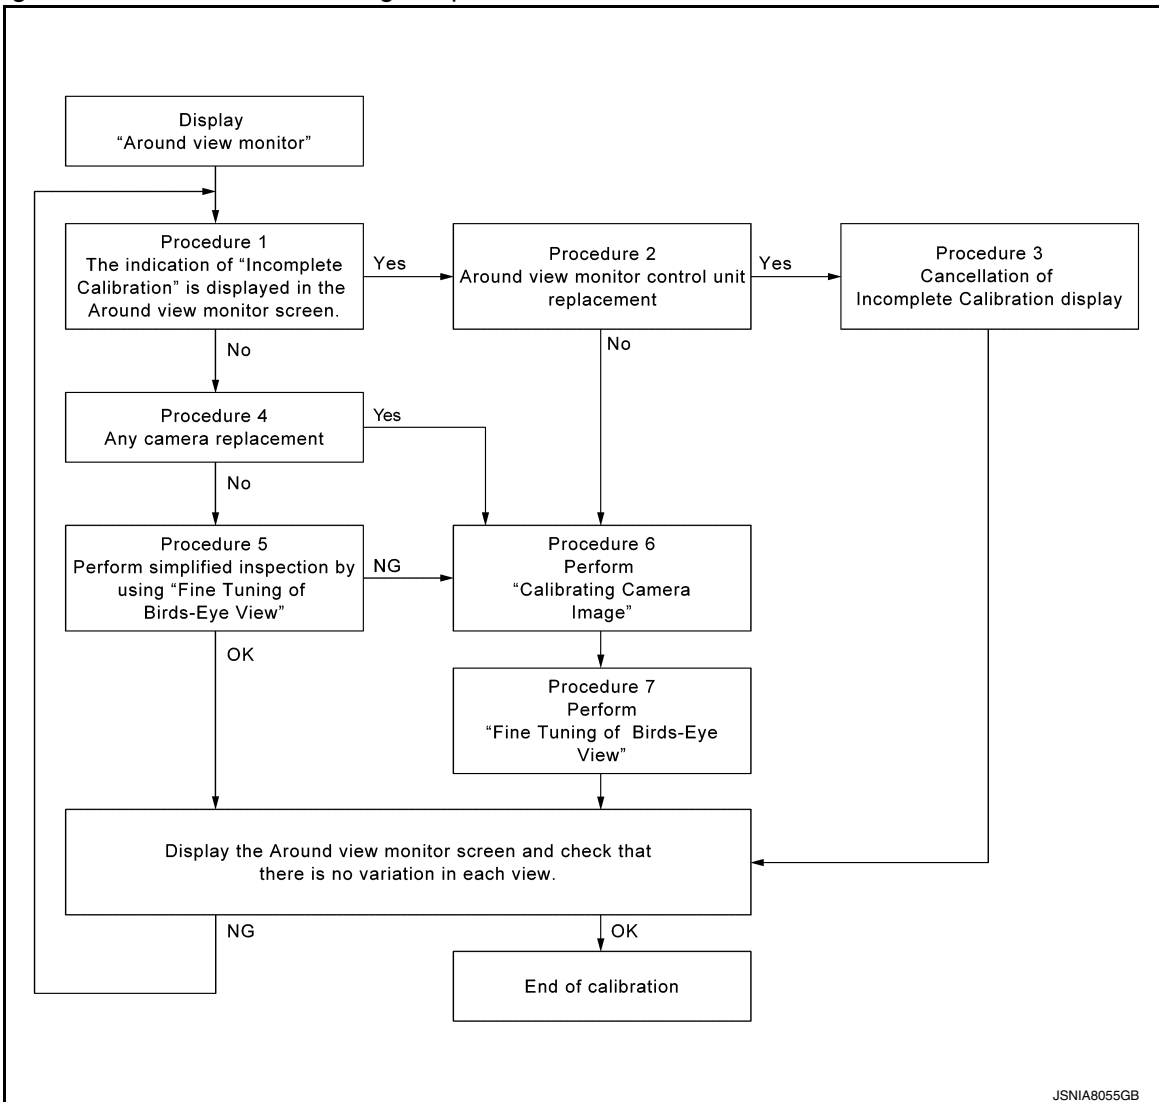 Display
“Around view monitor”
Procedure 1
The indication of “Incomplete
Calibration” is displayed in the
Around view monitor screen.
Yes
Procedure 2
Around view monitor control unit
replacement
Yes
Procedure 3
Cancellation of
Incomplete Calibration display
No
No
Procedure 4
Any camera replacement
Yes
No
Procedure 5
Perform simplified inspection by
using “Fine Tuning of
Birds-Eye View”
NG
Procedure 6
Perform
“Calibrating Camera
Image”
OK
Procedure 7
Perform
“Fine Tuning of Birds-Eye
View”
Display the Around view monitor screen and check that
there is no variation in each view.
NG
OK
End of calibration
JSNIA8055GB